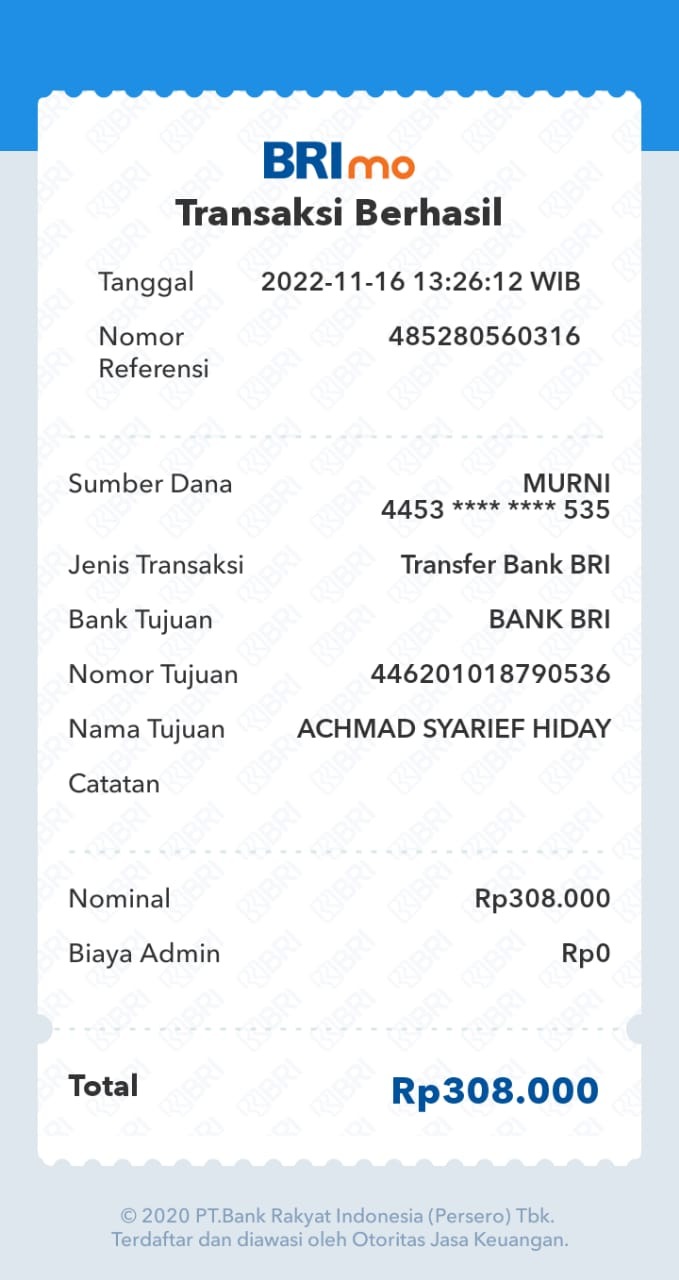 BRImo
Transaksi Berhasil
Tanggal 2022-11-16 13:26:12 WIB
Nomor 485280560316
Referensi
Sumber Dana MURNI
4453 **** **** 535
Jenis Transaksi Transfer Bank BRI
Bank Tujuan BANK BRI
Nomor Tujuan 446201018790536
Nama Tujuan ACHMAD SYARIEF HIDAY
Catatan
Nominal Rp308.000
Biaya Admin Rp0
Total Rp308.000
© 2020 PT.Bank Rakyat Indonesia (Persero) Tbk.
Terdaftar dan diawasi oleh Otoritas Jasa Keuangan.